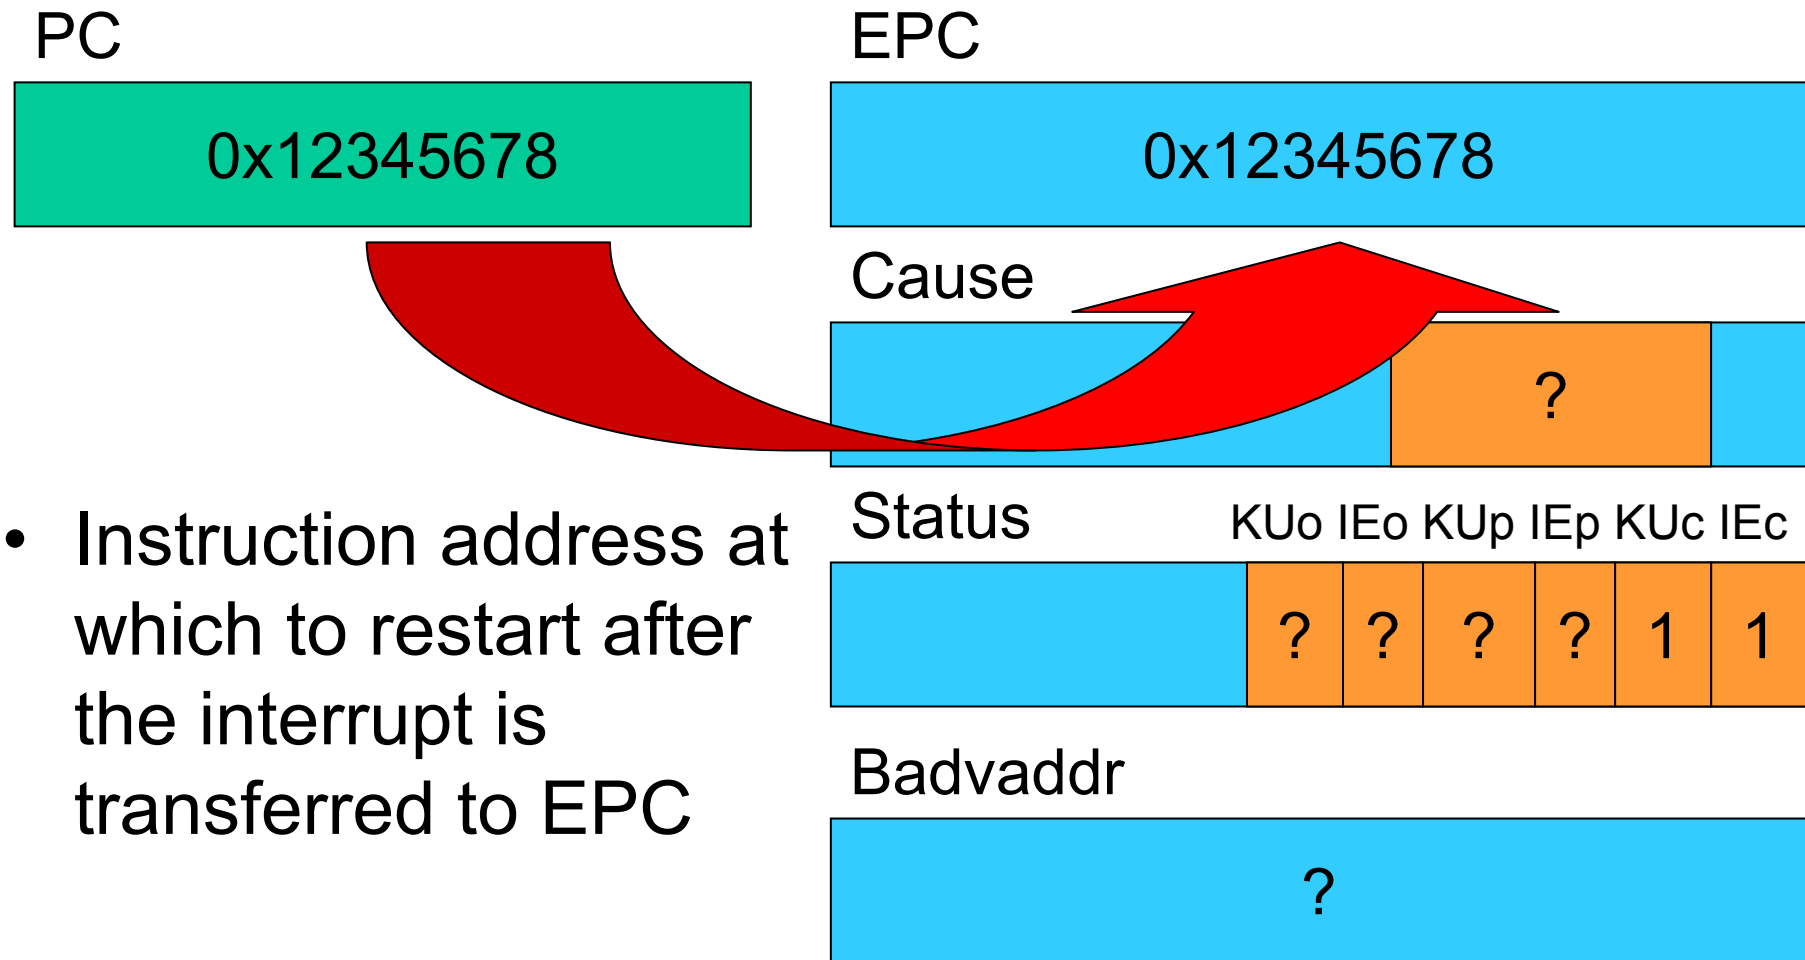 PC
0x12345678
EPC
0x12345678
Cause
?
• Instruction address at
which to restart after
the interrupt is
transferred to EPC
Status
KUo IEo KUp IEp KUc IEc
? ? ? ? 1 1
Badvaddr
?